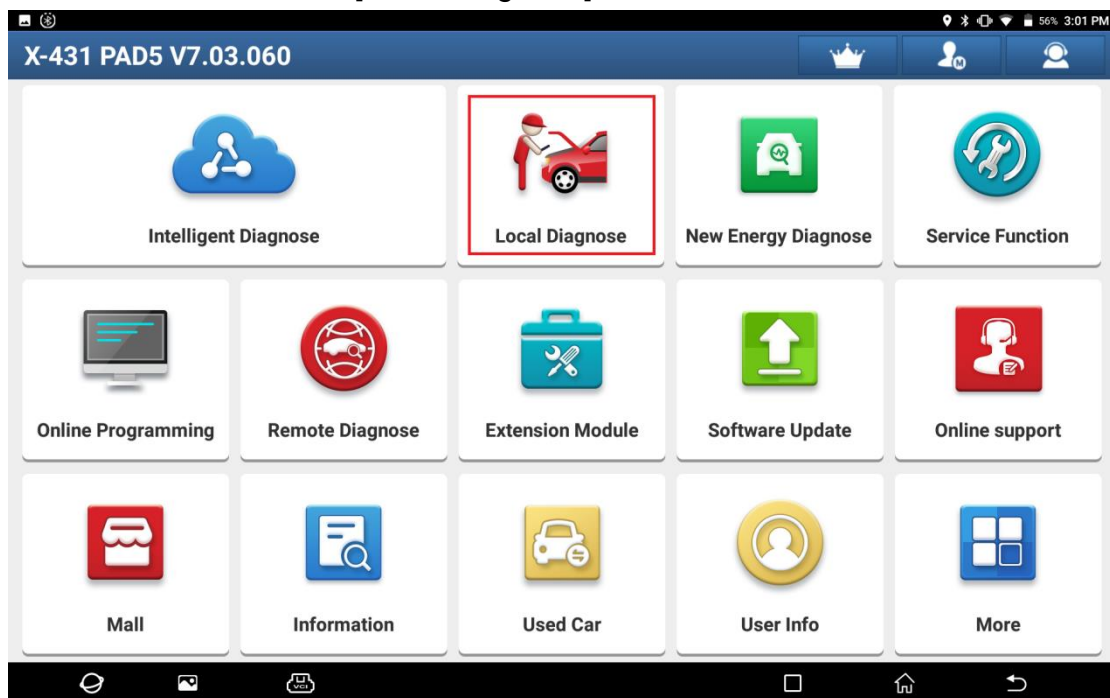 56% 3:01 PM
X-431 PAD5 V7.03.060
M
Intelligent Diagnose
Local Diagnose
New Energy Diagnose
Service Function
Online Programming
Remote Diagnose
Extension Module
Software Update
Online support
Mall
Information
Used Car
User Info
More
VCI